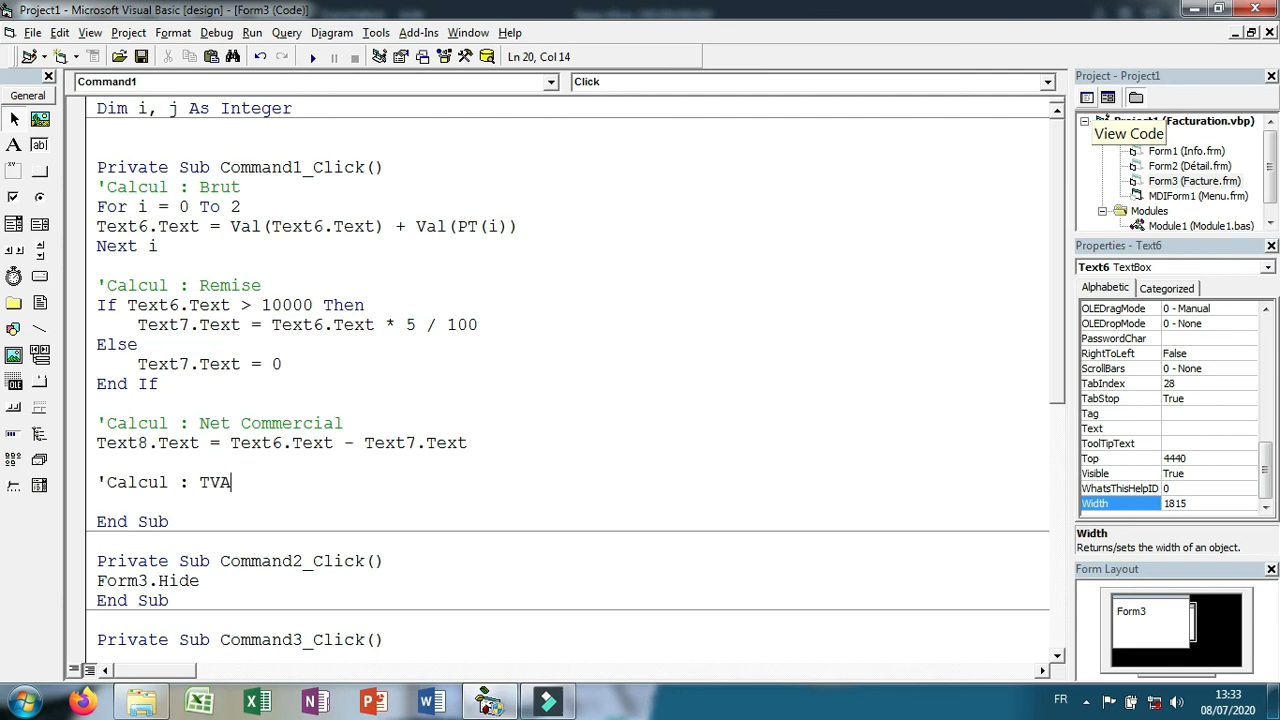 Project1 - Microsoft Visual Basic [design] - [Form3 (Code)]
File Edit View Project Format Debug Run Query Diagram Tools Add-Ins Window Help
Ln 20, Col 14
General
Command1
Click
Dim i, j As Integer
Private Sub Command1_Click()
'Calcul : Brut
For i = 0 To 2
Text6.Text = Val(Text6.Text) + Val(PT(i))
Next i
'Calcul : Remise
If Text6.Text > 10000 Then
Text7.Text = Text6.Text * 5 / 100
Else
Text7.Text = 0
End If
'Calcul : Net Commercial
Text8.Text = Text6.Text - Text7.Text
'Calcul : TVA
End Sub
Private Sub Command2_Click()
Form3.Hide
End Sub
Private Sub Command3_Click()
Project - Project1
Project1 (Facturation.vbp)
View Code
Form1 (Info.frm)
Form2 (Détail.frm)
Form3 (Facture.frm)
MDIForm1 (Menu.frm)
Modules
Module1 (Module1.bas)
Properties - Text6
Text6 TextBox
Alphabetic Categorized
OLEDragMode 0 - Manual
OLEDropMode 0 - None
PasswordChar
RightToLeft False
ScrollBars 0 - None
TabIndex 28
TabStop True
Tag
Text
ToolTipText
Top 4440
Visible True
WhatsThisHelpID 0
Width 1815
Width
Returns/sets the width of an object.
Form Layout
Form3
FR
13:33
08/07/2020